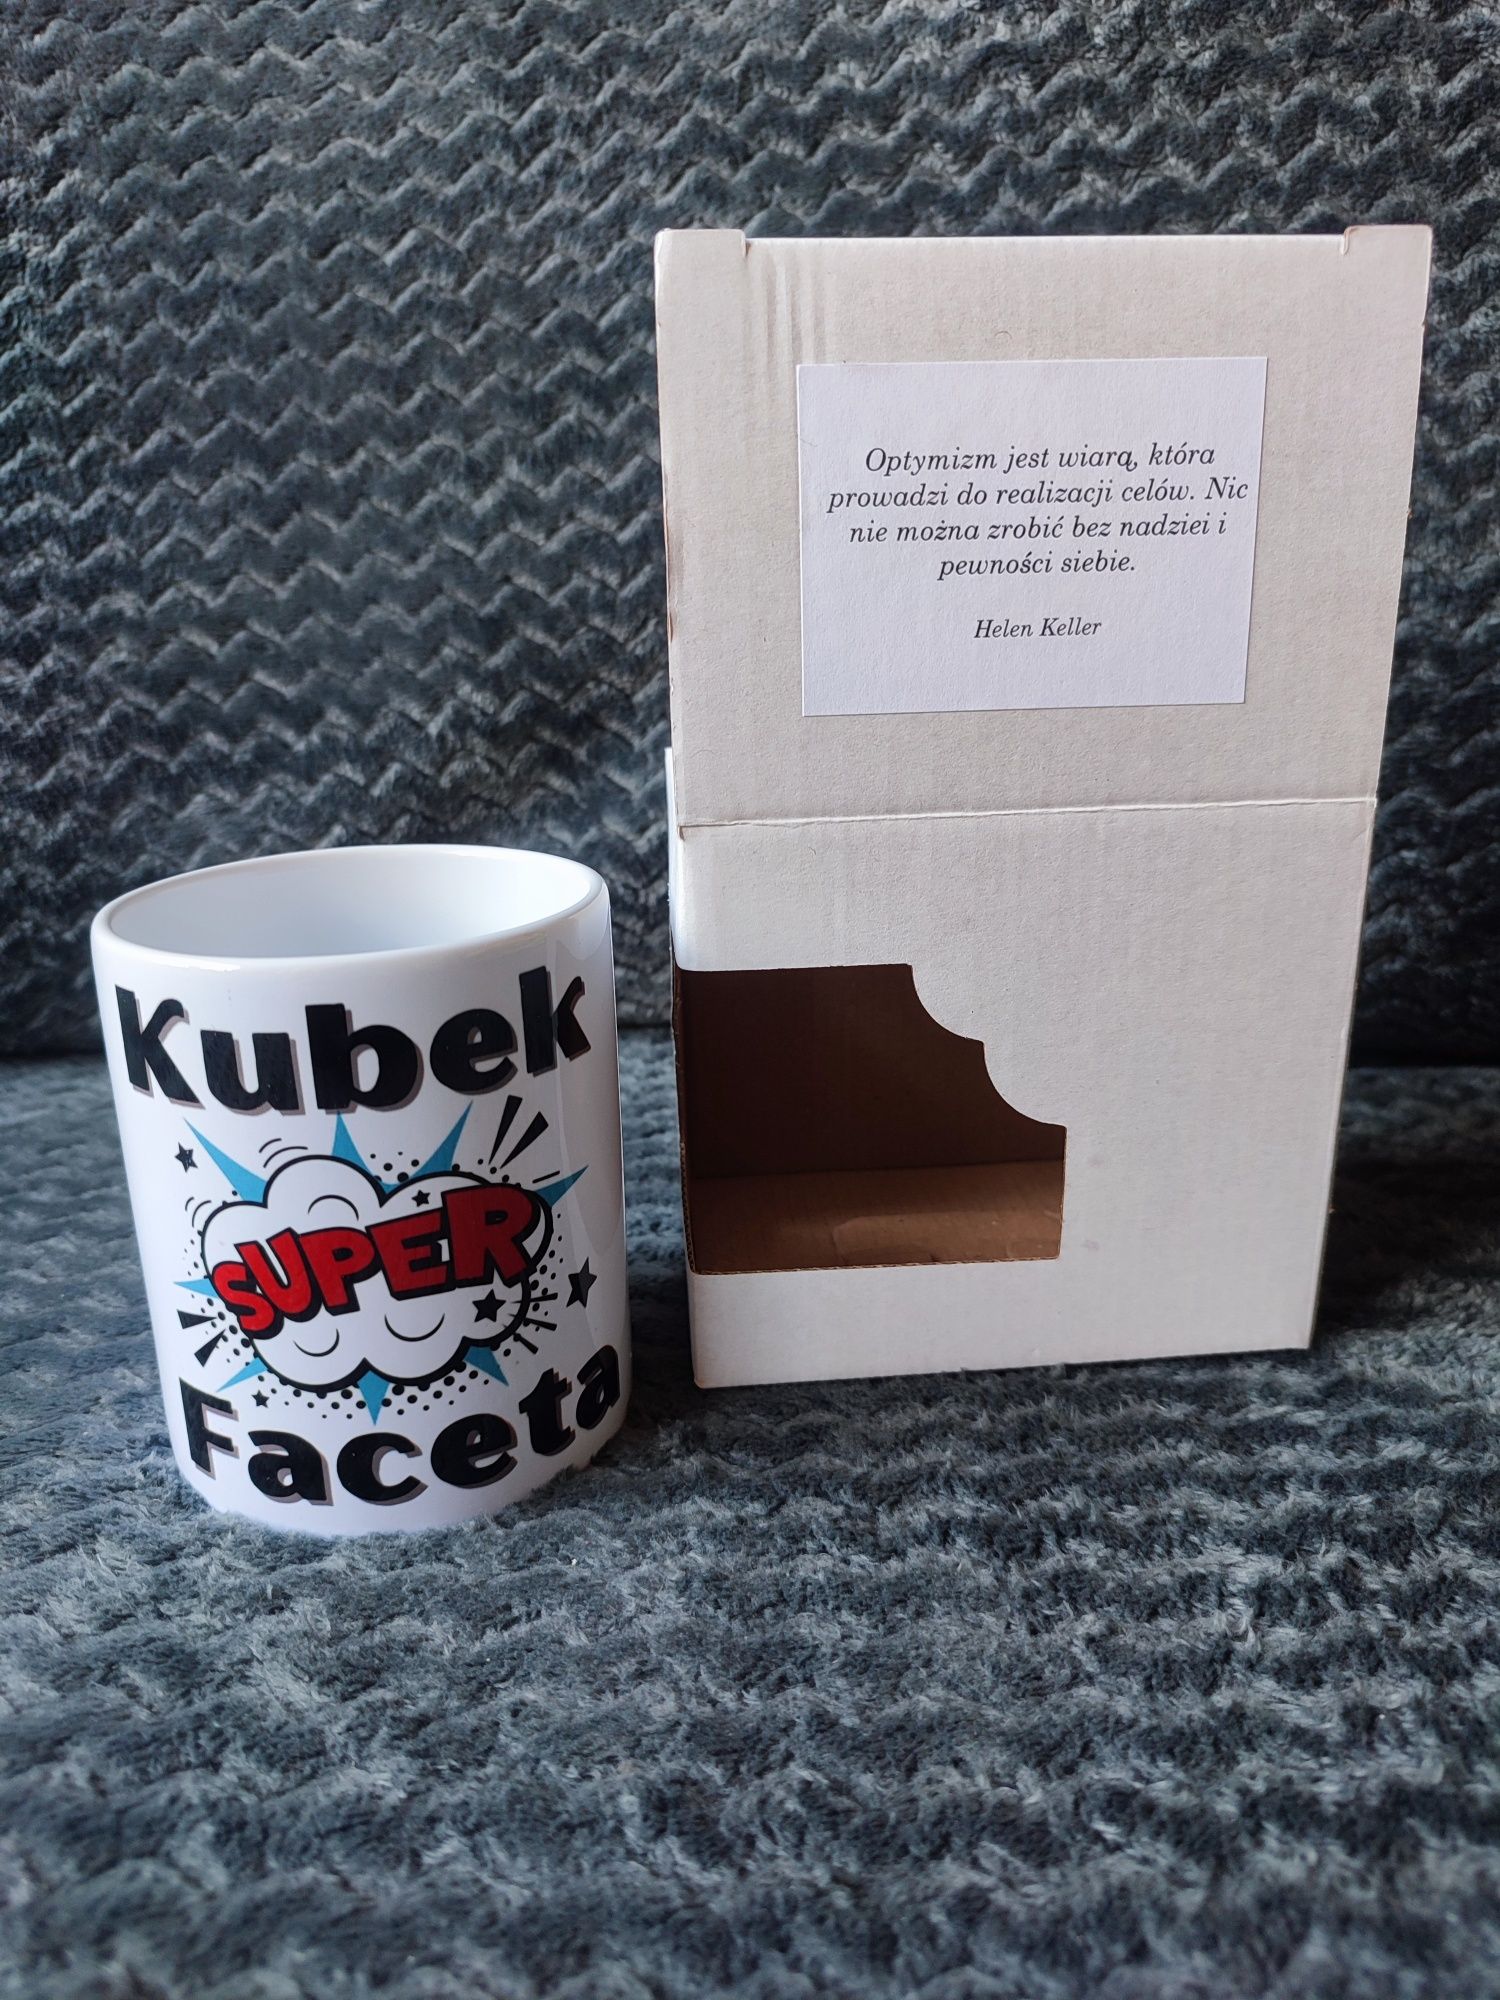 Optymizm jest wiarą, która
prowadzi do realizacji celów. Nic
nie można zrobić bez nadziei i
pewności siebie.
Helen Keller
Kubek
SUPER
Faceta